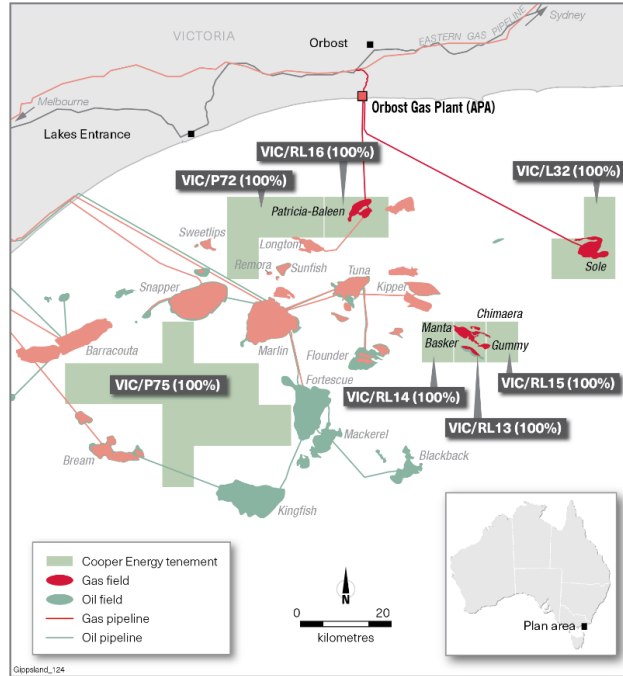 VICTORIA
Orbost
EASTERN GAS PIPELINE
Sydney
Melbourne
Orbost Gas Plant (APA)
Lakes Entrance
VIC/RL16 (100%)
VIC/P72 (100%)
VIC/L32 (100%)
Patricia-Baleen
Sweetlips
Longtom
Sole
Remora
Sunfish
Tuna
Snapper
Kipper
Chimaera
Manta
Marlin
Basker
Gummy
Barracouta
Flounder
VIC/P75 (100%)
Fortescue
VIC/RL15 (100%)
VIC/RL14 (100%)
VIC/RL13 (100%)
Mackerel
Bream
Blackback
Kingfish
Cooper Energy tenement
Gas field
Oil field
Gas pipeline
Oil pipeline
N
0 20
kilometres
Plan area
Gippsland_124